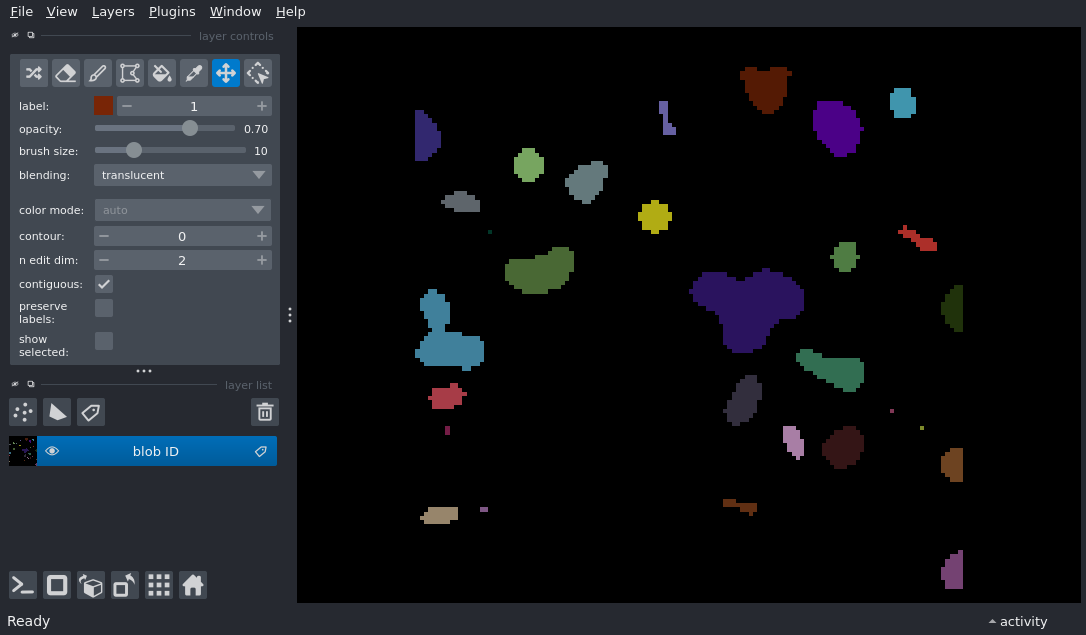 File View Layers Plugins Window Help
layer controls
label: 1
opacity: 0.70
brush size: 10
blending: translucent
color mode: auto
contour: 0
n edit dim: 2
contiguous:
preserve
labels:
show
selected:
layer list
blob ID
Ready
activity